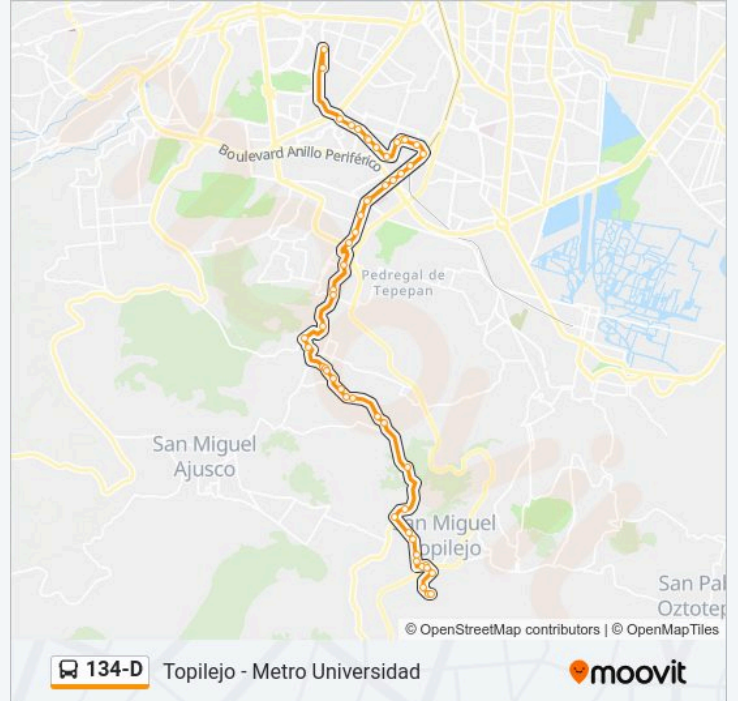 Boulevard Anillo Periférico
Pedregal de
Tepepan
San Miguel
Ajusco
San Miguel
Topilejo
San Pa
Oztotep
© OpenStreetMap contributors | © OpenMapTiles
134-D Topilejo - Metro Universidad moovit